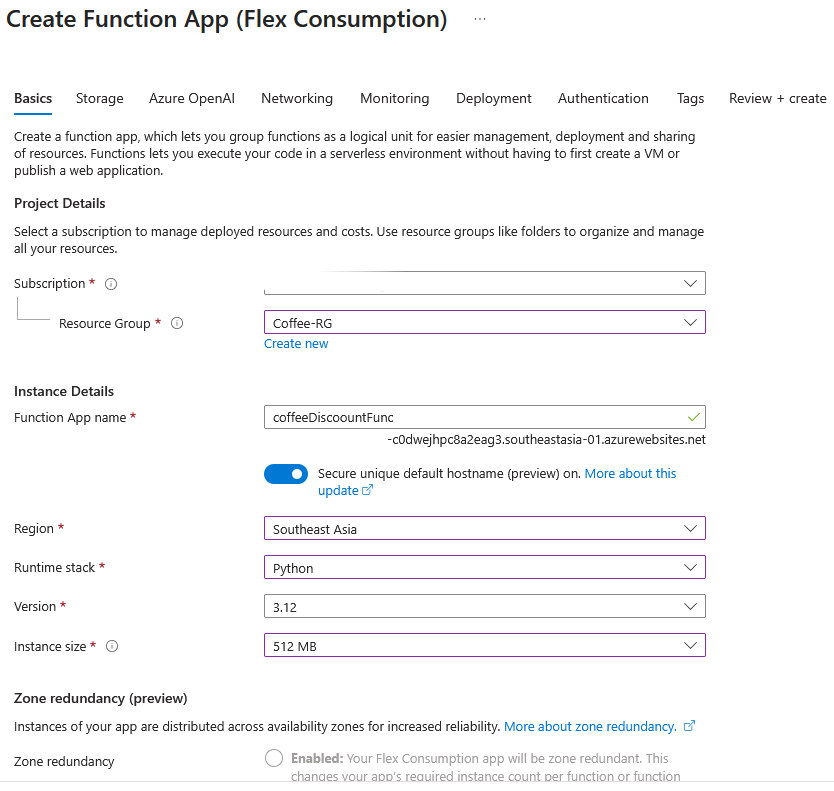 Create Function App (Flex Consumption) ...
Basics Storage Azure OpenAI Networking Monitoring Deployment Authentication Tags Review + create
Create a function app, which lets you group functions as a logical unit for easier management, deployment and sharing
of resources. Functions lets you execute your code in a serverless environment without having to first create a VM or
publish a web application.
Project Details
Select a subscription to manage deployed resources and costs. Use resource groups like folders to organize and manage
all your resources.
Subscription *
Resource Group *
Coffee-RG
Create new
Instance Details
Function App name *
coffeeDiscoountFunc
-c0dwejhpc8a2eag3.southeastasia-01.azurewebsites.net
Secure unique default hostname (preview) on. More about this
update
Region *
Southeast Asia
Runtime stack *
Python
Version *
3.12
Instance size *
512 MB
Zone redundancy (preview)
Instances of your app are distributed across availability zones for increased reliability. More about zone redundancy.
Zone redundancy
Enabled: Your Flex Consumption app will be zone redundant. This
changes your app's required instance count per function or function